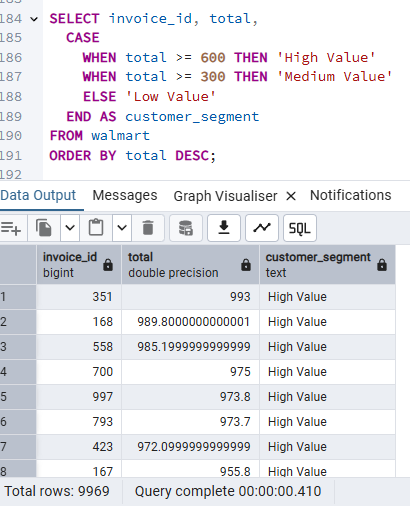 184 SELECT invoice_id, total,
185 CASE
186 WHEN total >= 600 THEN 'High Value'
187 WHEN total >= 300 THEN 'Medium Value'
188 ELSE 'Low Value'
189 END AS customer_segment
190 FROM walmart
191 ORDER BY total DESC;
192
Data Output Messages Graph Visualiser × Notifications
SQL
invoice_id total customer_segment
bigint double precision text
1 351 993 High Value
2 168 989.8000000000001 High Value
3 558 985.1999999999999 High Value
4 700 975 High Value
5 997 973.8 High Value
6 793 973.7 High Value
7 423 972.0999999999999 High Value
8 167 955.8 High Value
Total rows: 9969 Query complete 00:00:00.410